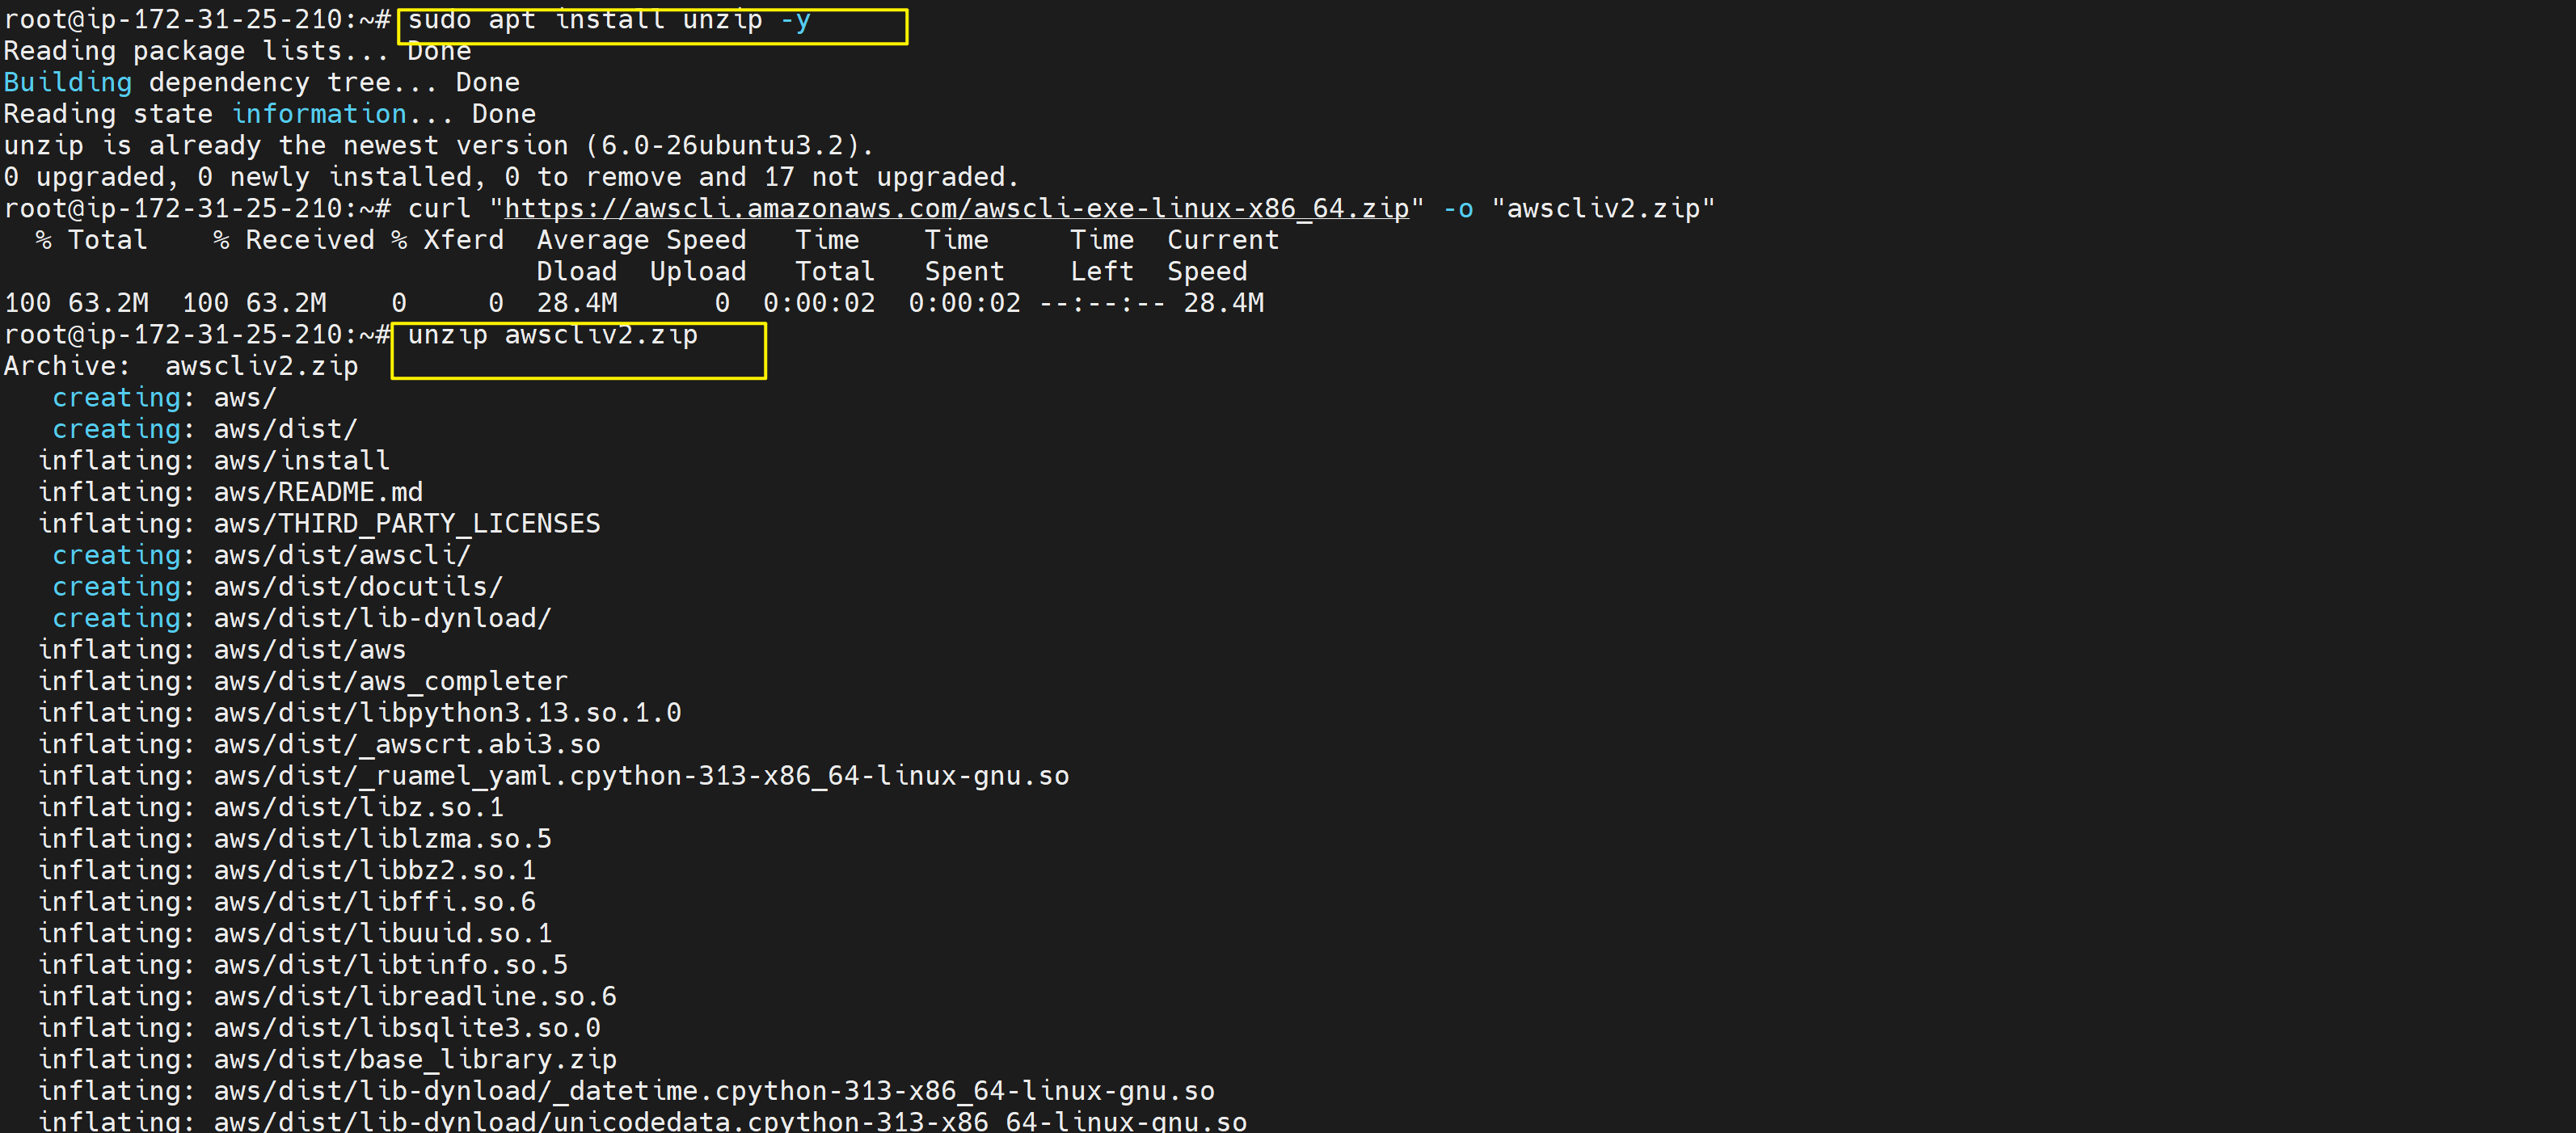 root@ip-172-31-25-210:~# sudo apt install unzip -y
Reading package lists... Done
Building dependency tree... Done
Reading state information... Done
unzip is already the newest version (6.0-26ubuntu3.2).
0 upgraded, 0 newly installed, 0 to remove and 17 not upgraded.
root@ip-172-31-25-210:~# curl "https://awscli.amazonaws.com/awscli-exe-linux-x86_64.zip" -o "awscliv2.zip"
  % Total    % Received % Xferd  Average Speed   Time    Time     Time  Current
                                 Dload  Upload   Total   Spent    Left  Speed
100 63.2M  100 63.2M    0     0  28.4M      0  0:00:02  0:00:02 --:--:-- 28.4M
root@ip-172-31-25-210:~# unzip awscliv2.zip
Archive:  awscliv2.zip
   creating: aws/
   creating: aws/dist/
  inflating: aws/install
  inflating: aws/README.md
  inflating: aws/THIRD_PARTY_LICENSES
   creating: aws/dist/awscli/
   creating: aws/dist/docutils/
   creating: aws/dist/lib-dynload/
  inflating: aws/dist/aws
  inflating: aws/dist/aws_completer
  inflating: aws/dist/libpython3.13.so.1.0
  inflating: aws/dist/_awscrt.abi3.so
  inflating: aws/dist/_ruamel_yaml.cpython-313-x86_64-linux-gnu.so
  inflating: aws/dist/libz.so.1
  inflating: aws/dist/liblzma.so.5
  inflating: aws/dist/libbz2.so.1
  inflating: aws/dist/libffi.so.6
  inflating: aws/dist/libuuid.so.1
  inflating: aws/dist/libtinfo.so.5
  inflating: aws/dist/libreadline.so.6
  inflating: aws/dist/libsqlite3.so.0
  inflating: aws/dist/base_library.zip
  inflating: aws/dist/lib-dynload/_datetime.cpython-313-x86_64-linux-gnu.so
  inflating: aws/dist/lib-dynload/unicodedata.cpython-313-x86_64-linux-gnu.so